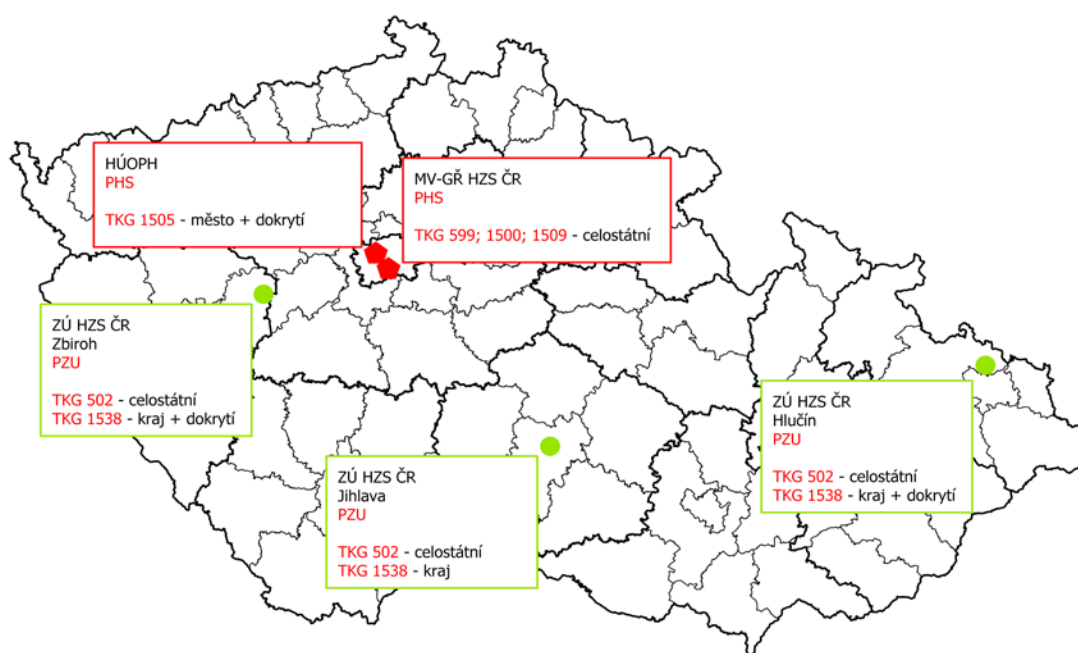 HÚOPH
PHS
TKG 1505 - město + dokrytí
MV-GŘ HZS ČR
PHS
TKG 599; 1500; 1509 - celostátní
ZÚ HZS ČR
Zbiroh
PZU
TKG 502 - celostátní
TKG 1538 - kraj + dokrytí
ZÚ HZS ČR
Jihlava
PZU
TKG 502 - celostátní
TKG 1538 - kraj
ZÚ HZS ČR
Hlučín
PZU
TKG 502 - celostátní
TKG 1538 - kraj + dokrytí